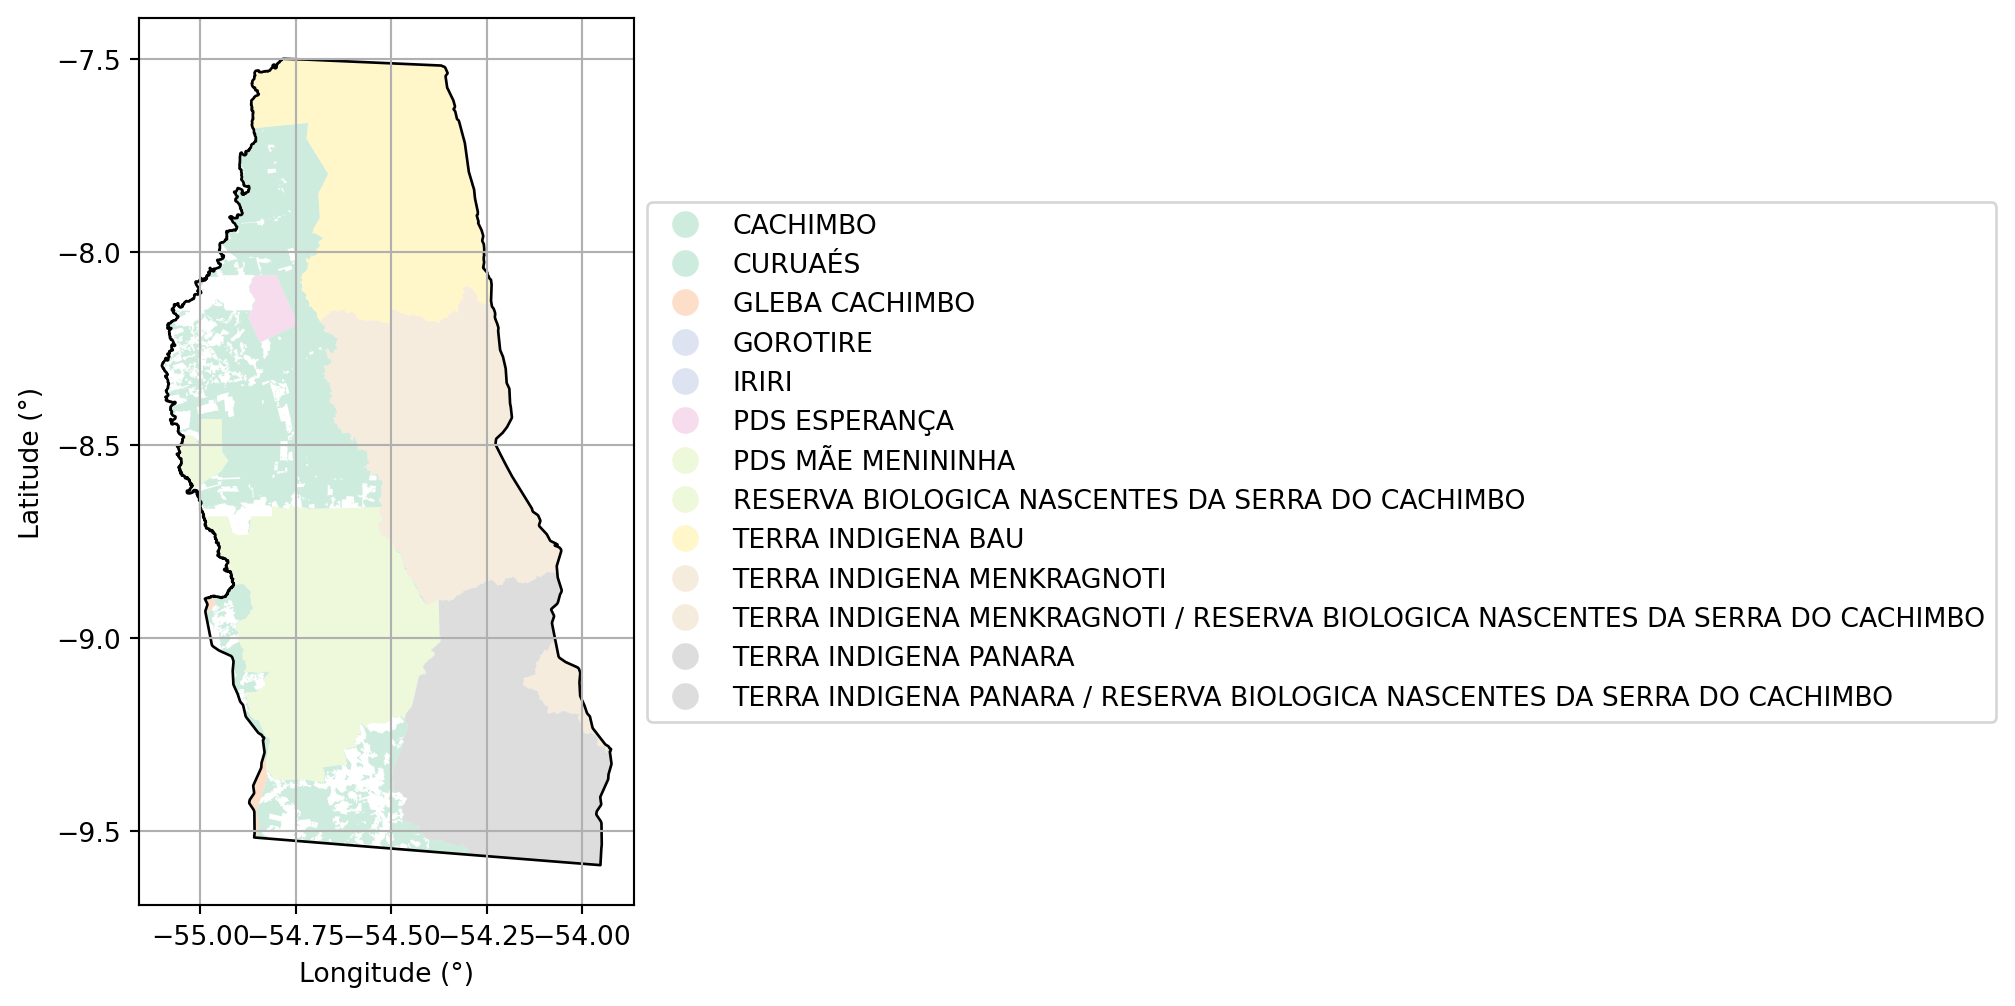 −7.5
−8.0
−8.5
−9.0
−9.5
Latitude (°)
−55.00
−54.75
−54.50
−54.25
−54.00
Longitude (°)
CACHIMBO
CURUAÉS
GLEBA CACHIMBO
GOROTIRE
IRIRI
PDS ESPERANÇA
PDS MÃE MENININHA
RESERVA BIOLOGICA NASCENTES DA SERRA DO CACHIMBO
TERRA INDIGENA BAU
TERRA INDIGENA MENKRAGNOTI
TERRA INDIGENA MENKRAGNOTI / RESERVA BIOLOGICA NASCENTES DA SERRA DO CACHIMBO
TERRA INDIGENA PANARA
TERRA INDIGENA PANARA / RESERVA BIOLOGICA NASCENTES DA SERRA DO CACHIMBO